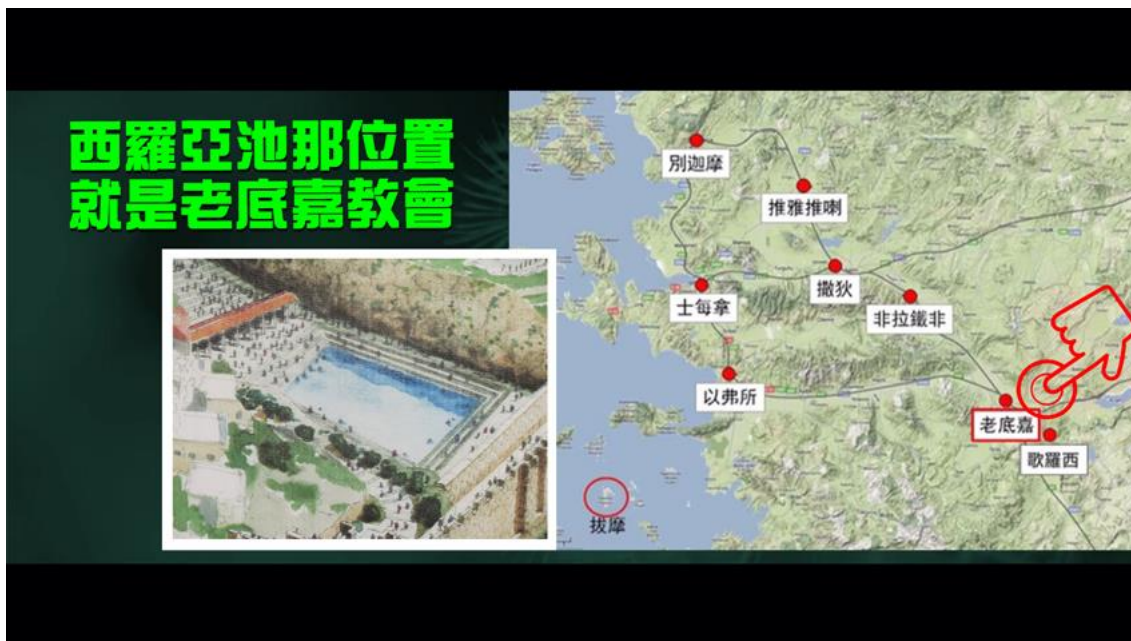 西羅亞池那位置
就是老底嘉教會
別迦摩
推雅推喇
撒狄
士每拿
非拉鐵非
以弗所
老底嘉
歌羅西
拔摩